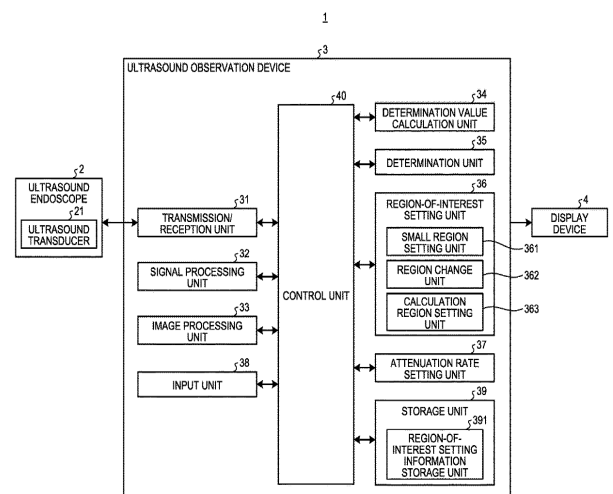 1
3
ULTRASOUND OBSERVATION DEVICE
2
ULTRASOUND
ENDOSCOPE
21
ULTRASOUND
TRANSDUCER
31
TRANSMISSION/
RECEPTION UNIT
32
SIGNAL PROCESSING
UNIT
33
IMAGE PROCESSING
UNIT
38
INPUT UNIT
40
CONTROL UNIT
34
DETERMINATION VALUE
CALCULATION UNIT
35
DETERMINATION UNIT
36
REGION-OF-INTEREST
SETTING UNIT
SMALL REGION
SETTING UNIT
361
REGION CHANGE
UNIT
362
CALCULATION
REGION SETTING
UNIT
363
37
ATTENUATION RATE
SETTING UNIT
39
STORAGE UNIT
391
REGION-OF-
INTEREST SETTING
INFORMATION
STORAGE UNIT
4
DISPLAY
DEVICE